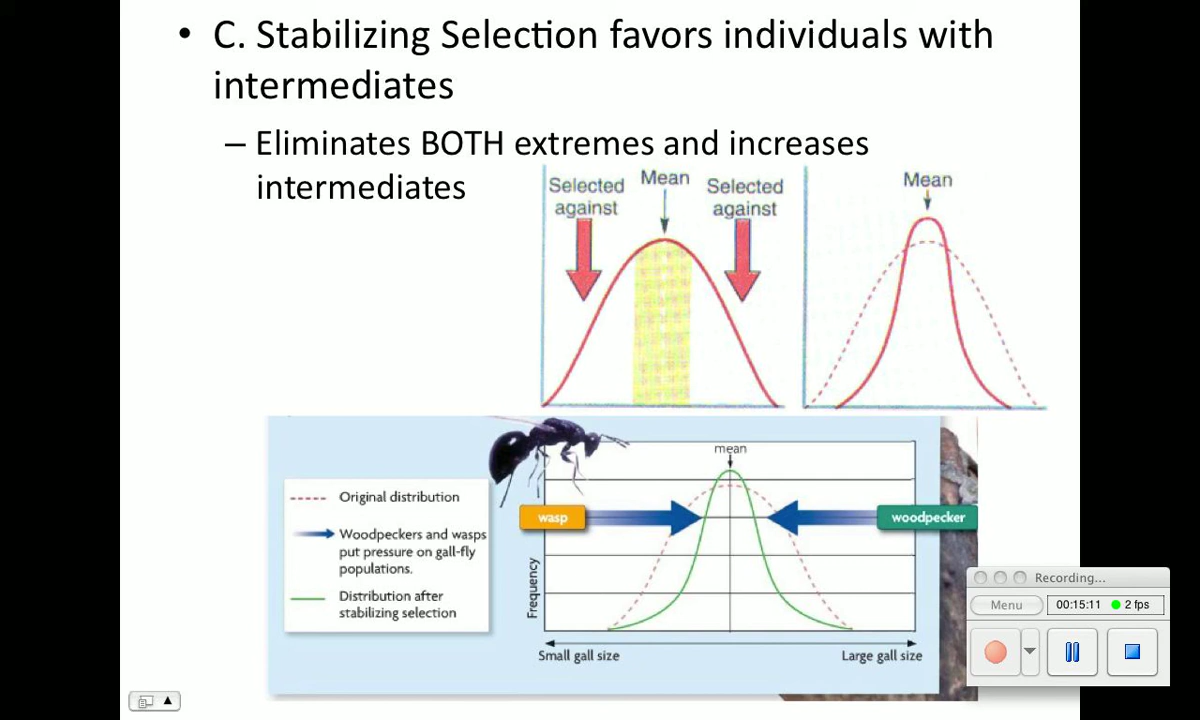 • C. Stabilizing Selection favors individuals with
intermediates
– Eliminates BOTH extremes and increases
intermediates
Selected
against
Mean
Selected
against
Mean
Original distribution
Woodpeckers and wasps
put pressure on gall-fly
populations.
Distribution after
stabilizing selection
mean
wasp
woodpecker
Frequency
Small gall size
Large gall size
Recording...
Menu
00:15:11
2 fps